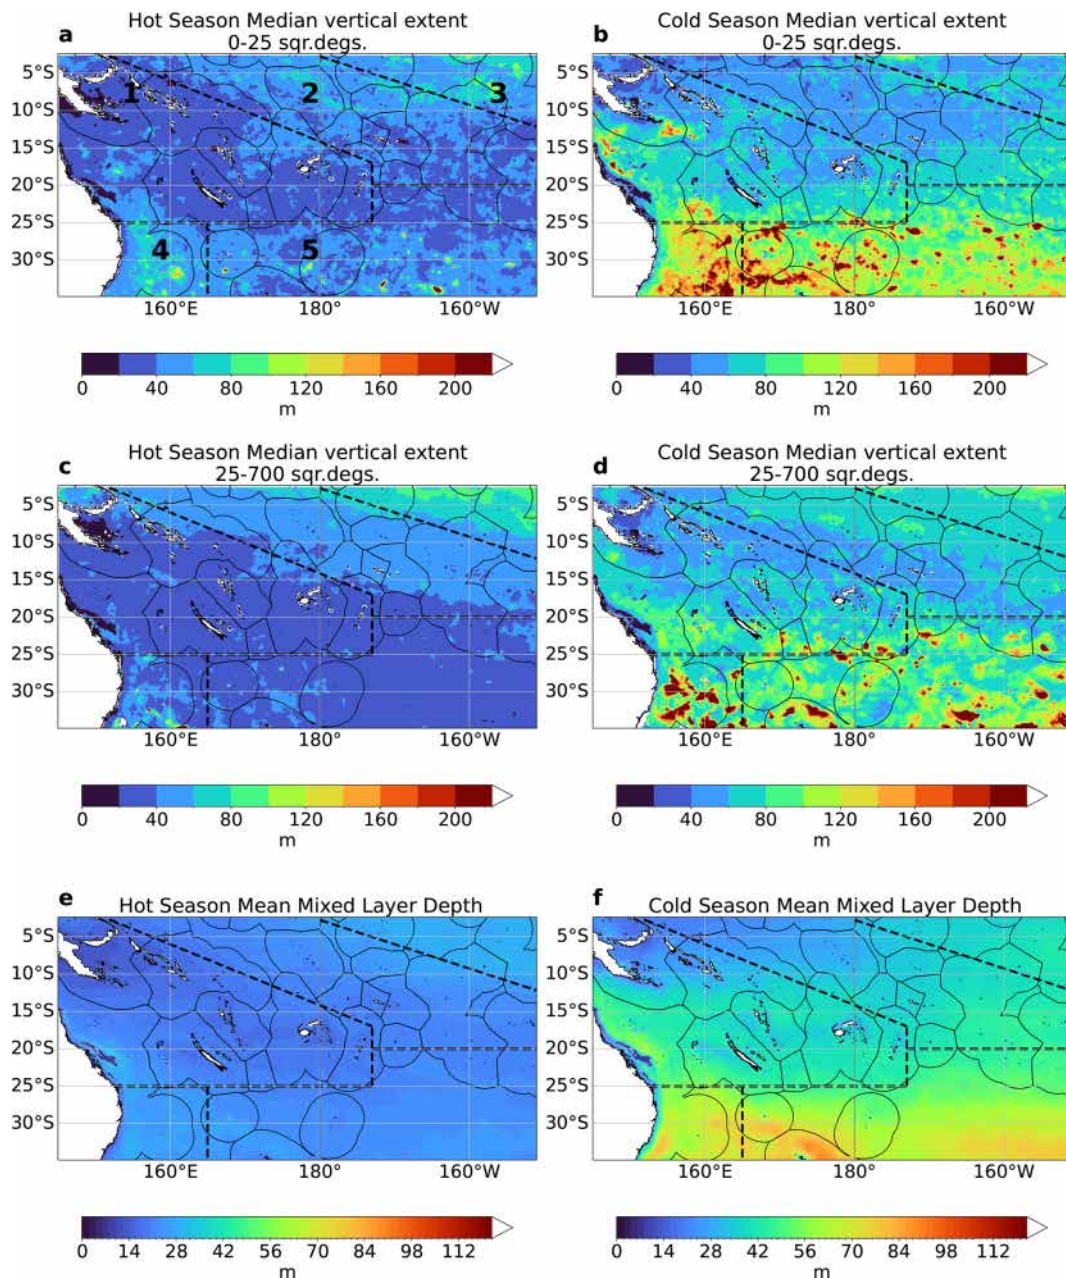 a
Hot Season Median vertical extent
0-25 sqr.degs.
b
Cold Season Median vertical extent
0-25 sqr.degs.
5°S
10°S
15°S
20°S
25°S
30°S
1
2
3
4
5
160°E
180°
160°W
5°S
10°S
15°S
20°S
25°S
30°S
160°E
180°
160°W
0 40 80 120 160 200
m
0 40 80 120 160 200
m
c
Hot Season Median vertical extent
25-700 sqr.degs.
d
Cold Season Median vertical extent
25-700 sqr.degs.
5°S
10°S
15°S
20°S
25°S
30°S
160°E
180°
160°W
5°S
10°S
15°S
20°S
25°S
30°S
160°E
180°
160°W
0 40 80 120 160 200
m
0 40 80 120 160 200
m
e
Hot Season Mean Mixed Layer Depth
f
Cold Season Mean Mixed Layer Depth
5°S
10°S
15°S
20°S
25°S
30°S
160°E
180°
160°W
5°S
10°S
15°S
20°S
25°S
30°S
160°E
180°
160°W
0 14 28 42 56 70 84 98 112
m
0 14 28 42 56 70 84 98 112
m